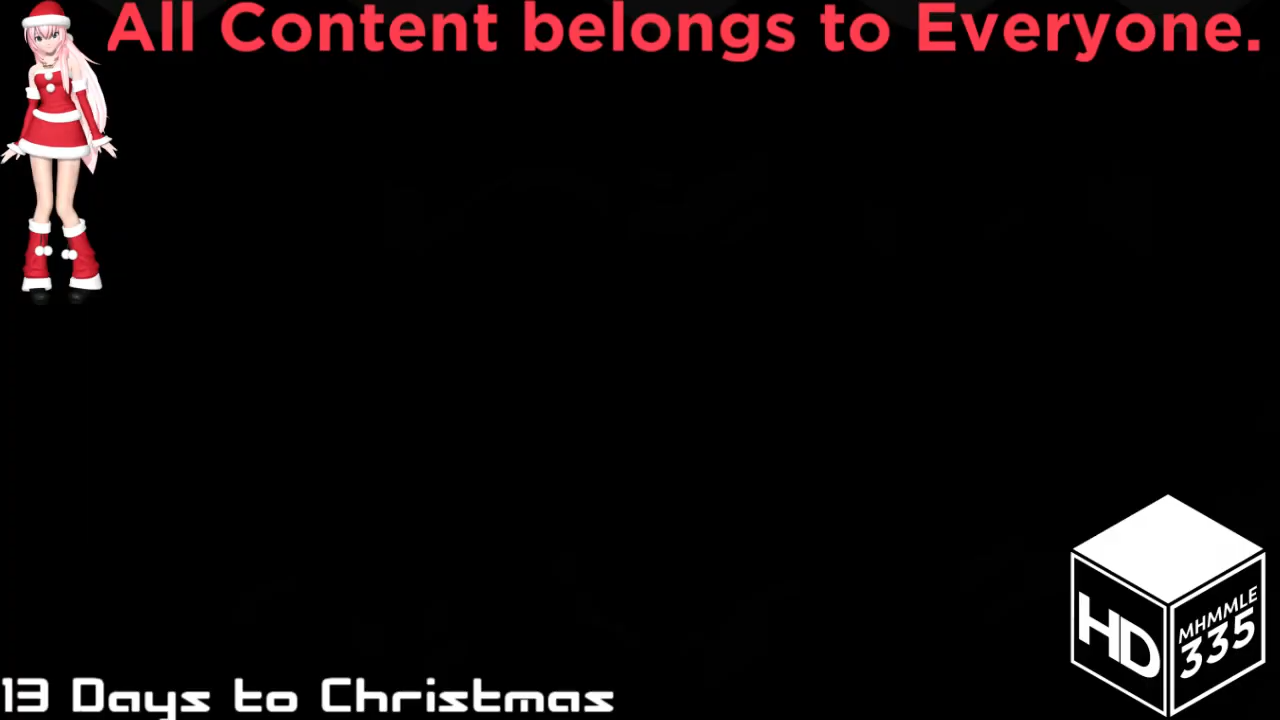 All Content belongs to Everyone.
HD
MHMMLE
335
13 Days to Christmas